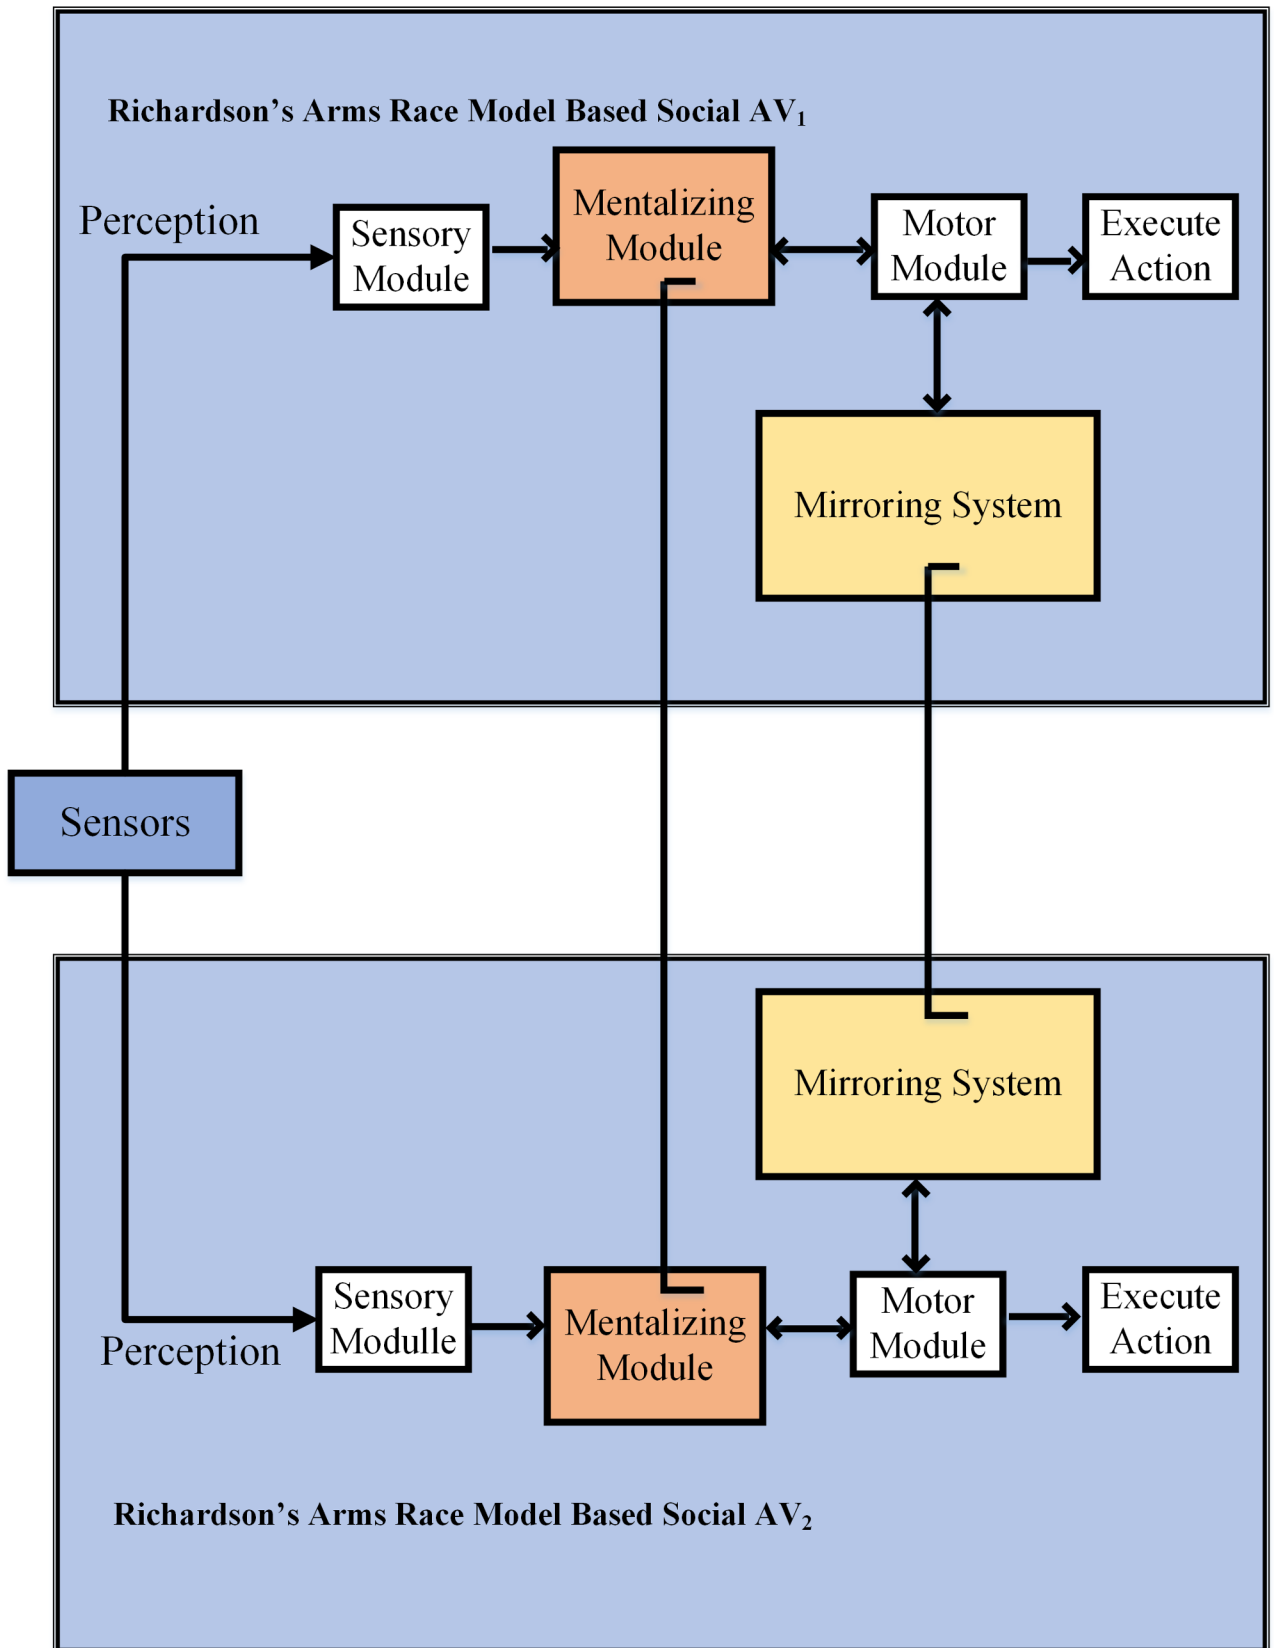 Richardson’s Arms Race Model Based Social AV₁
Perception
Sensory
Module
Mentalizing
Module
Motor
Module
Execute
Action
Mirroring System
Sensors
Mirroring System
Perception
Sensory
Modulle
Mentalizing
Module
Motor
Module
Execute
Action
Richardson’s Arms Race Model Based Social AV₂